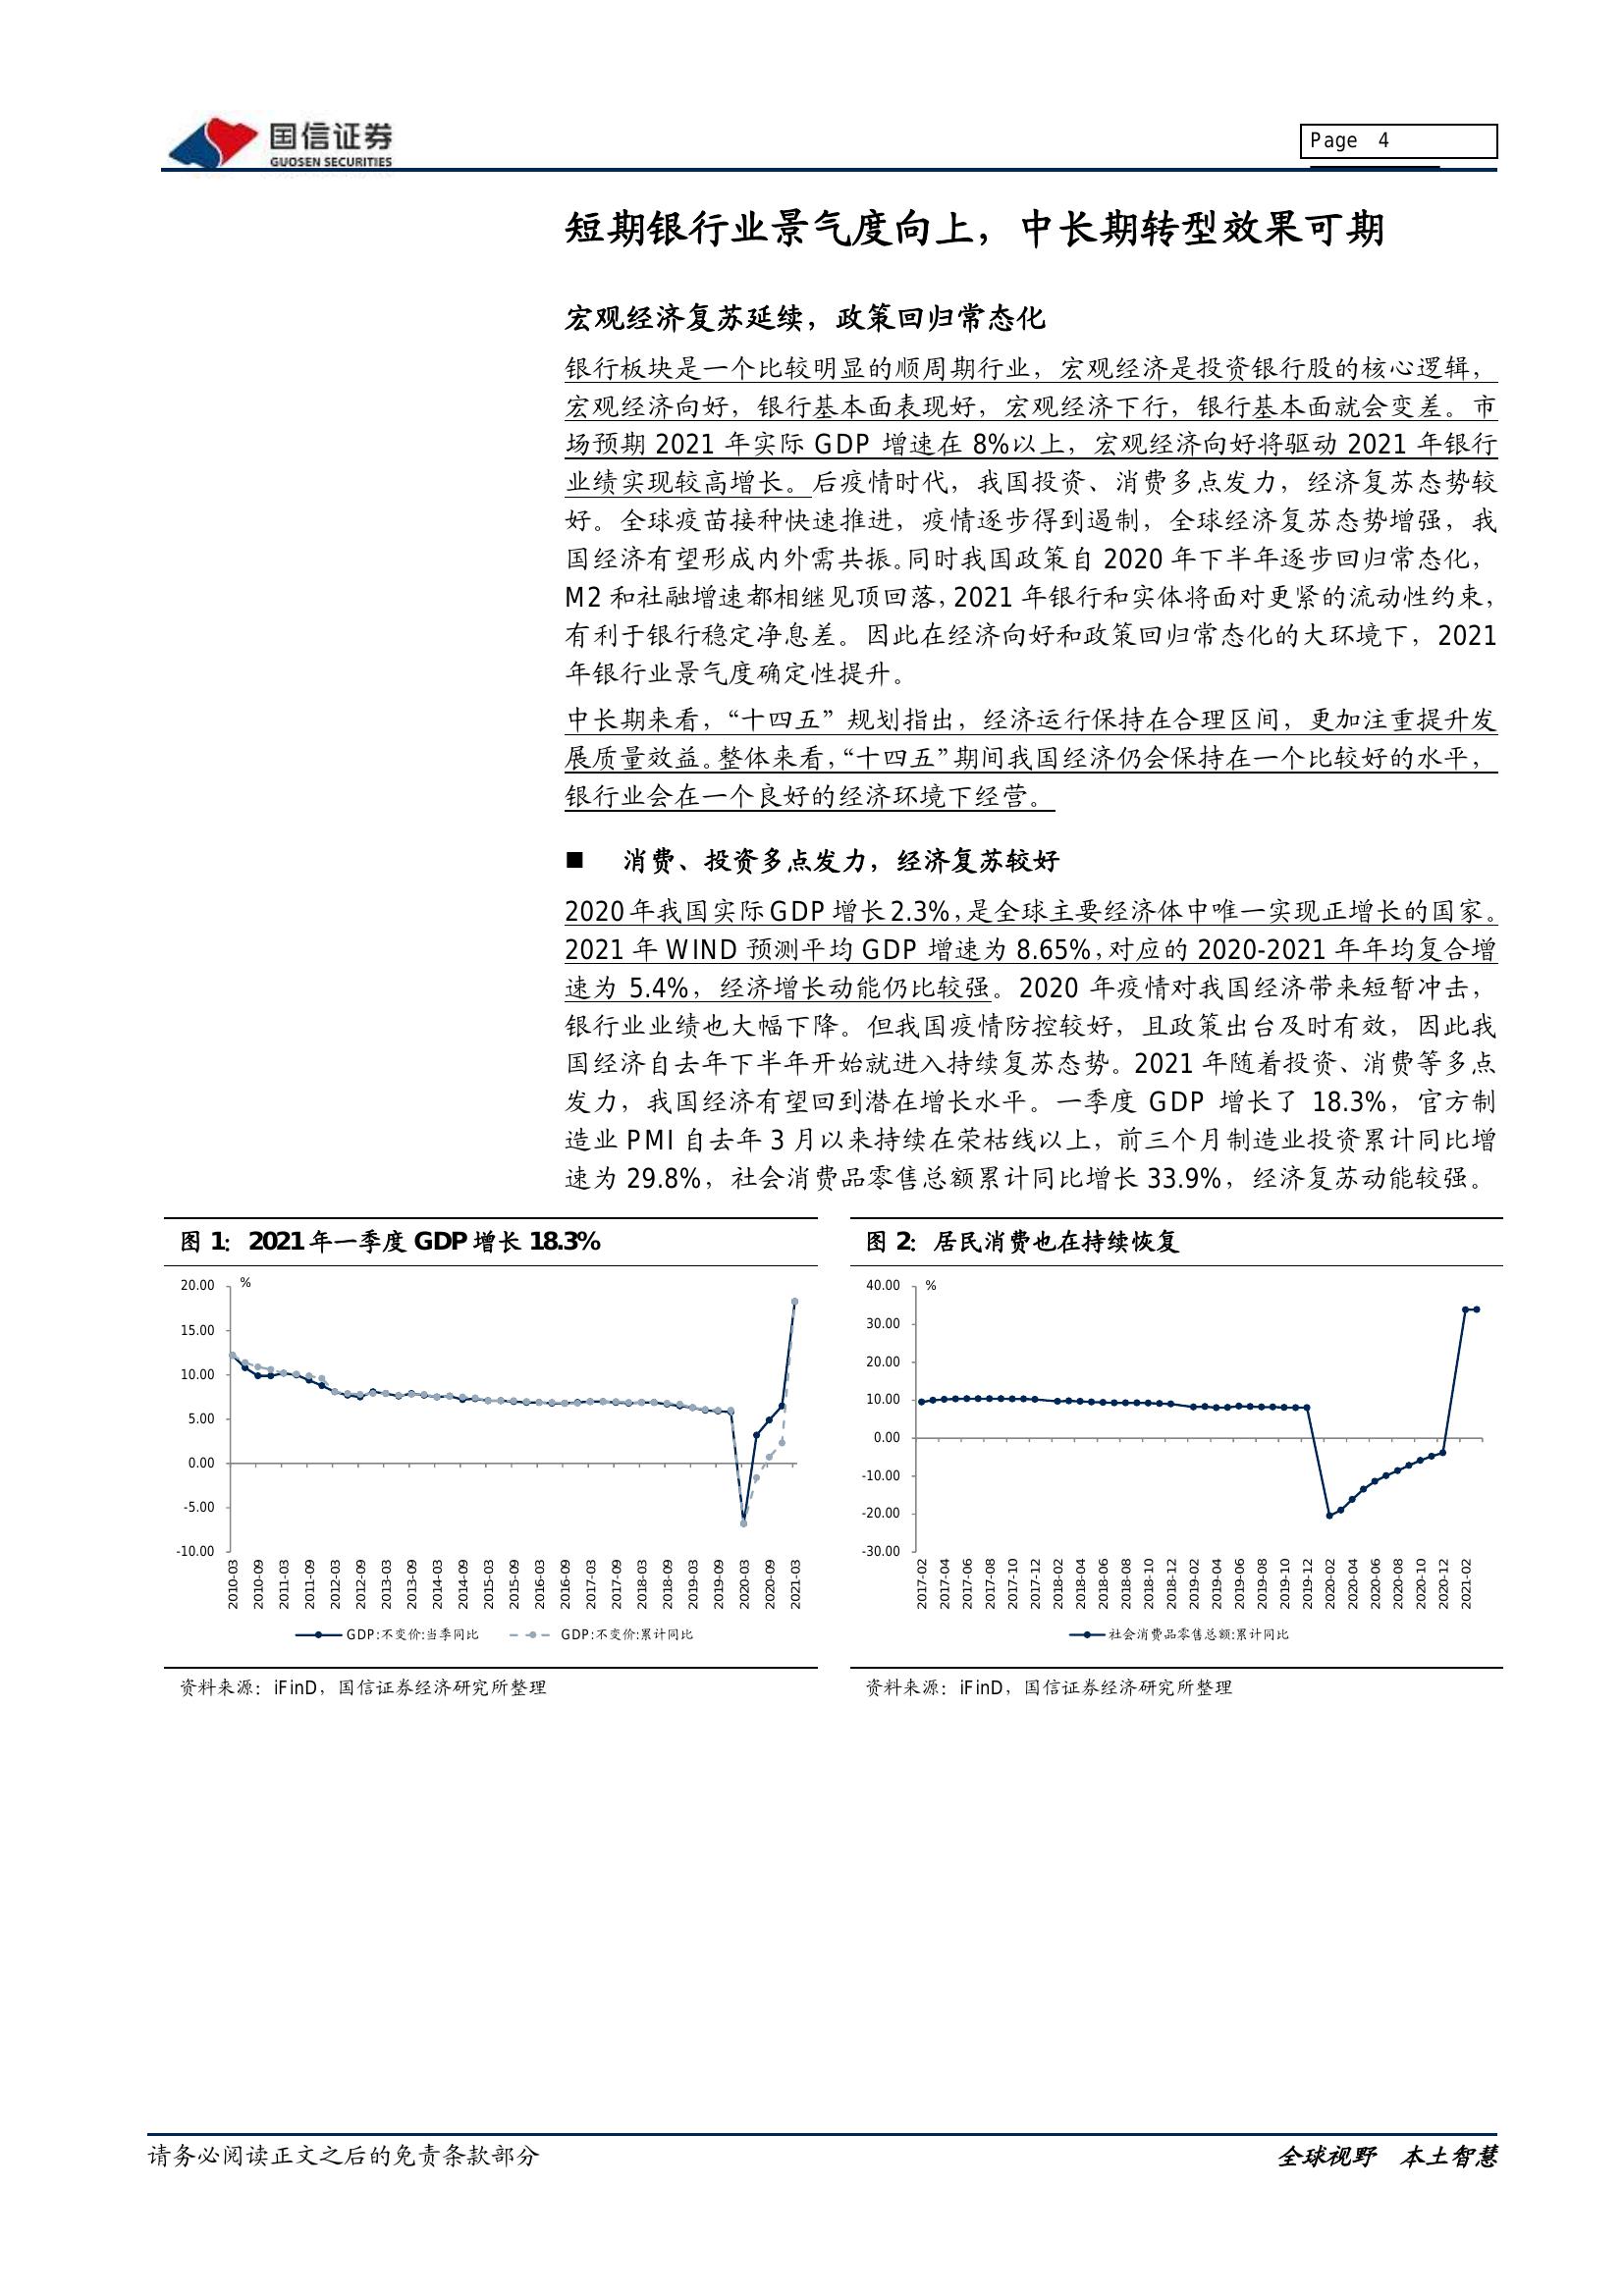 国信证券
GUOSEN SECURITIES
Page 4
短期银行业景气度向上，中长期转型效果可期
宏观经济复苏延续，政策回归常态化
银行板块是一个比较明显的顺周期行业，宏观经济是投资银行股的核心逻辑，
宏观经济向好，银行基本面表现好，宏观经济下行，银行基本面就会变差。市
场预期 2021 年实际 GDP 增速在 8%以上，宏观经济向好将驱动 2021 年银行
业绩实现较高增长。后疫情时代，我国投资、消费多点发力，经济复苏态势较
好。全球疫苗接种快速推进，疫情逐步得到遏制，全球经济复苏态势增强，我
国经济有望形成内外需共振。同时我国政策自 2020 年下半年逐步回归常态化，
M2 和社融增速都相继见顶回落，2021 年银行和实体将面对更紧的流动性约束，
有利于银行稳定净息差。因此在经济向好和政策回归常态化的大环境下，2021
年银行业景气度确定性提升。
中长期来看，“十四五”规划指出，经济运行保持在合理区间，更加注重提升发
展质量效益。整体来看，“十四五”期间我国经济仍会保持在一个比较好的水平，
银行业会在一个良好的经济环境下经营。
■ 消费、投资多点发力，经济复苏较好
2020 年我国实际 GDP 增长 2.3%，是全球主要经济体中唯一实现正增长的国家。
2021 年 WIND 预测平均 GDP 增速为 8.65%，对应的 2020-2021 年年均复合增
速为 5.4%，经济增长动能仍比较强。2020 年疫情对我国经济带来短暂冲击，
银行业业绩也大幅下降。但我国疫情防控较好，且政策出台及时有效，因此我
国经济自去年下半年开始就进入持续复苏态势。2021 年随着投资、消费等多点
发力，我国经济有望回到潜在增长水平。一季度 GDP 增长了 18.3%，官方制
造业 PMI 自去年 3 月以来持续在荣枯线以上，前三个月制造业投资累计同比增
速为 29.8%，社会消费品零售总额累计同比增长 33.9%，经济复苏动能较强。
图 1：2021 年一季度 GDP 增长 18.3%
%
20.00
15.00
10.00
5.00
0.00
-5.00
-10.00
2010-03
2010-09
2011-03
2011-09
2012-03
2012-09
2013-03
2013-09
2014-03
2014-09
2015-03
2015-09
2016-03
2016-09
2017-03
2017-09
2018-03
2018-09
2019-03
2019-09
2020-03
2020-09
2021-03
GDP:不变价:当季同比 GDP:不变价:累计同比
资料来源：iFinD，国信证券经济研究所整理
图 2：居民消费也在持续恢复
%
40.00
30.00
20.00
10.00
0.00
-10.00
-20.00
-30.00
2017-02
2017-04
2017-06
2017-08
2017-10
2017-12
2018-02
2018-04
2018-06
2018-08
2018-10
2018-12
2019-02
2019-04
2019-06
2019-08
2019-10
2019-12
2020-02
2020-04
2020-06
2020-08
2020-10
2020-12
2021-02
社会消费品零售总额:累计同比
资料来源：iFinD，国信证券经济研究所整理
请务必阅读正文之后的免责条款部分
全球视野 本土智慧